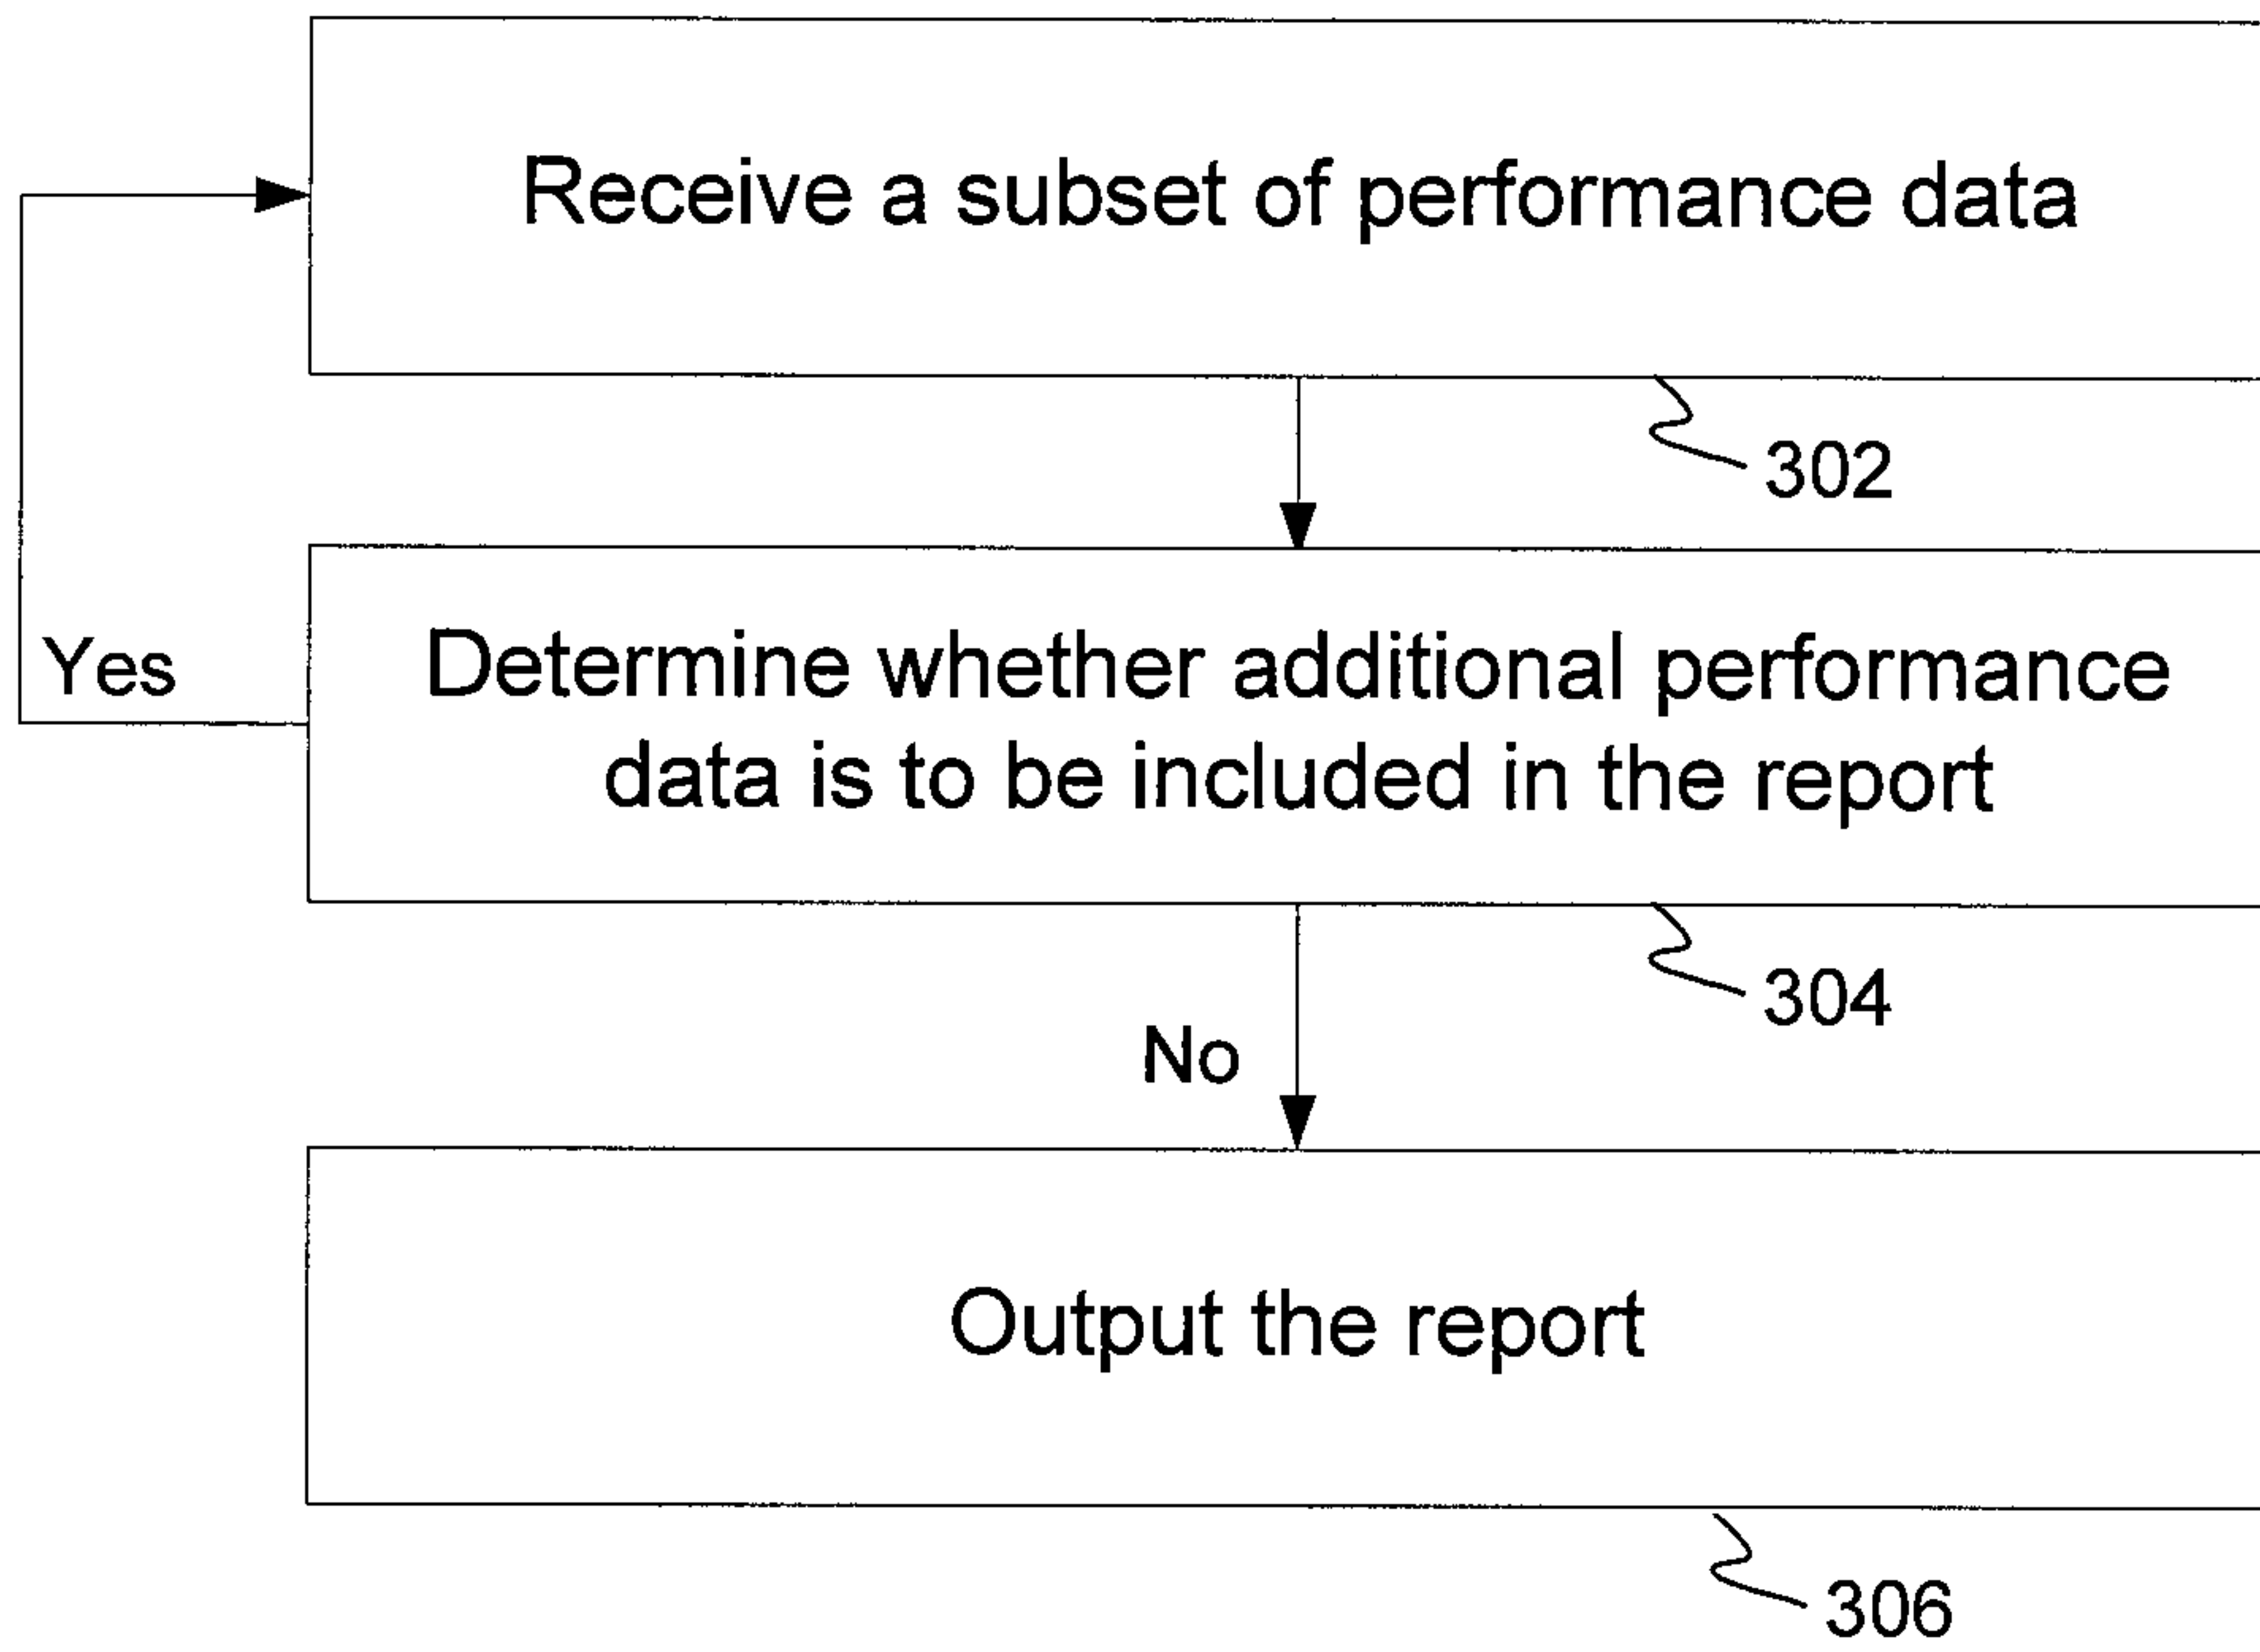 Receive a subset of performance data
302
Yes
Determine whether additional performance
data is to be included in the report
304
No
Output the report
306